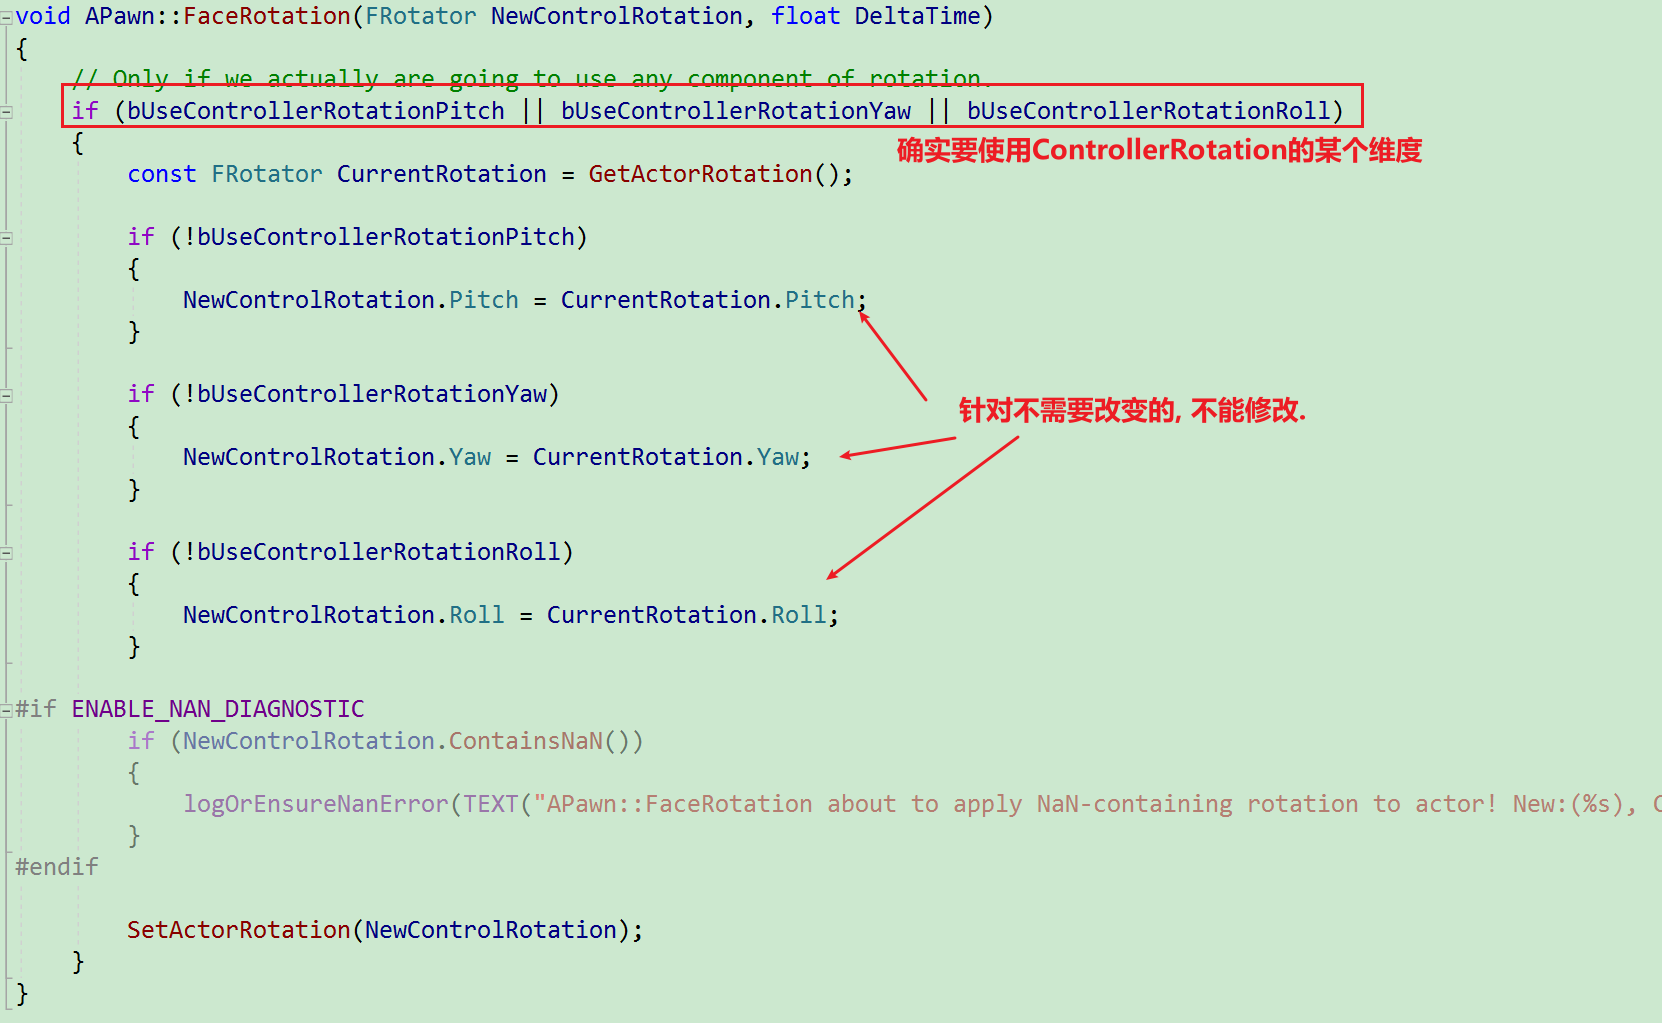 void APawn::FaceRotation(FRotator NewControlRotation, float DeltaTime)
{
// Only if we actually are going to use any component of rotation.
if (bUseControllerRotationPitch || bUseControllerRotationYaw || bUseControllerRotationRoll)
{
确实要使用ControllerRotation的某个维度
const FRotator CurrentRotation = GetActorRotation();
if (!bUseControllerRotationPitch)
{
NewControlRotation.Pitch = CurrentRotation.Pitch;
}
if (!bUseControllerRotationYaw)
针对不需要改变的, 不能修改.
{
NewControlRotation.Yaw = CurrentRotation.Yaw;
}
if (!bUseControllerRotationRoll)
{
NewControlRotation.Roll = CurrentRotation.Roll;
}
#if ENABLE_NAN_DIAGNOSTIC
if (NewControlRotation.ContainsNaN())
{
logOrEnsureNanError(TEXT("APawn::FaceRotation about to apply NaN-containing rotation to actor! New:(%s), C
}
#endif
SetActorRotation(NewControlRotation);
}
}